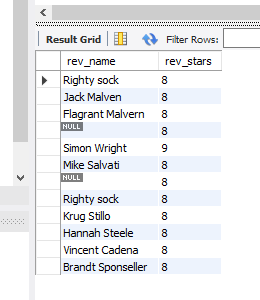 Result Grid Filter Rows:
rev_name rev_stars
Righty sock 8
Jack Malven 8
Flagrant Malvern 8
NULL 8
Simon Wright 9
Mike Salvati 8
NULL 8
Righty sock 8
Krug Stillo 8
Hannah Steele 8
Vincent Cadena 8
Brandt Sponseller 8